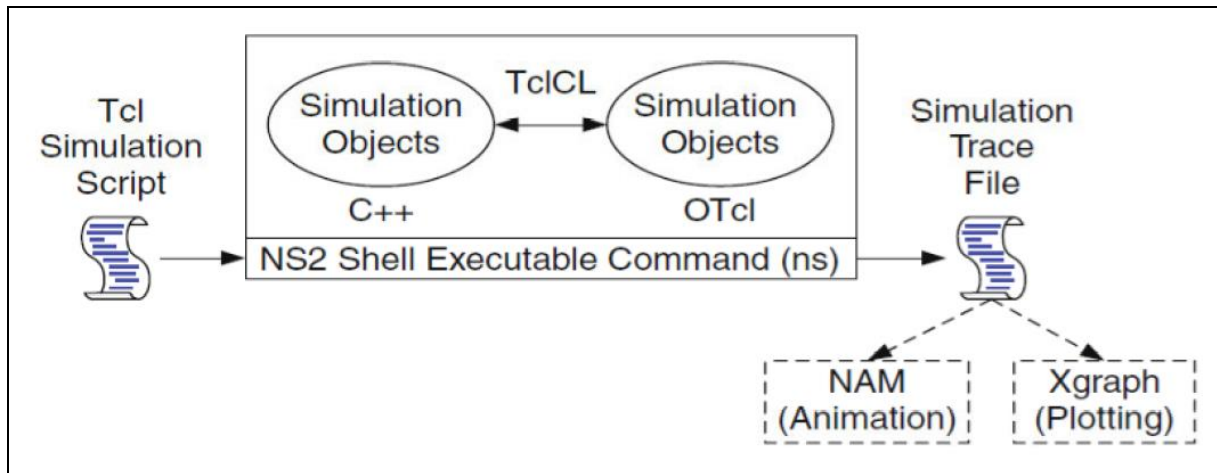 Tcl
Simulation
Script
Simulation
Objects
C++
TclCL
Simulation
Objects
OTcl
NS2 Shell Executable Command (ns)
Simulation
Trace
File
NAM
(Animation)
Xgraph
(Plotting)